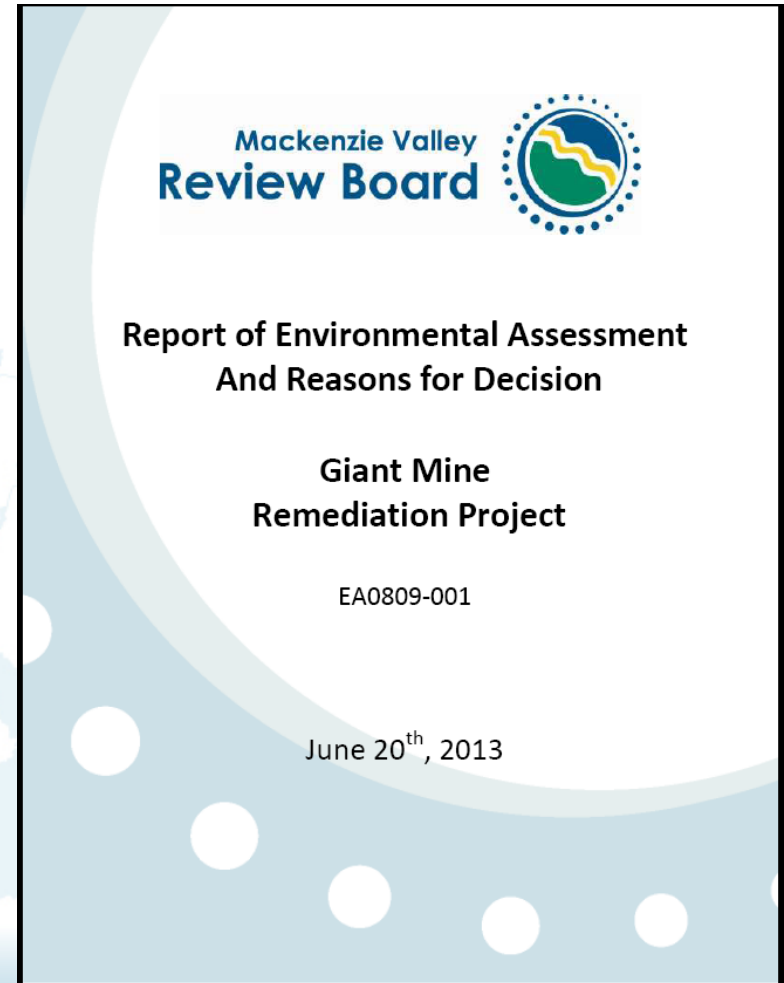 Mackenzie Valley
Review Board
Report of Environmental Assessment
And Reasons for Decision
Giant Mine
Remediation Project
EA0809-001
June 20th, 2013